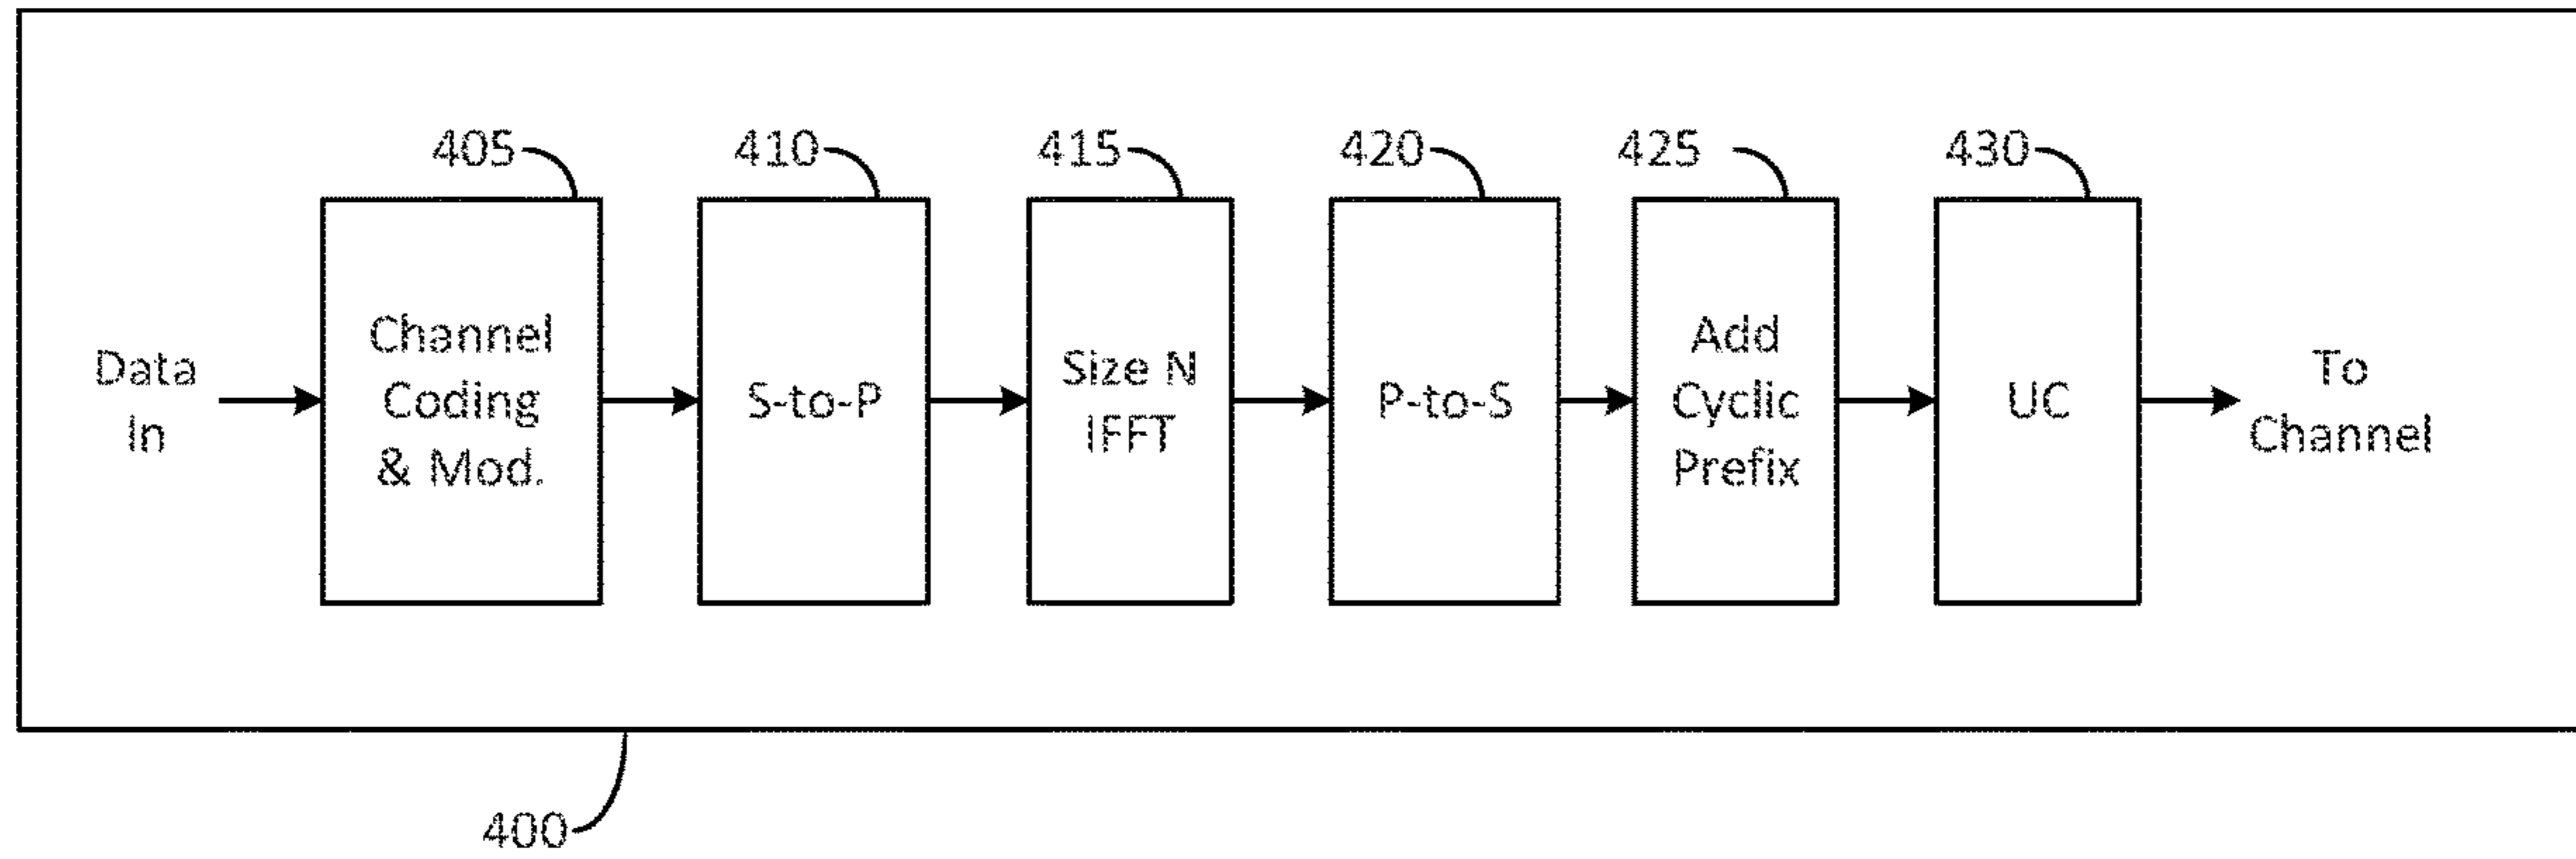 405
410
415
420
425
430
Data
In
Channel
Coding
& Mod.
S-to-P
Size N
IFFT
P-to-S
Add
Cyclic
Prefix
UC
To
Channel
400